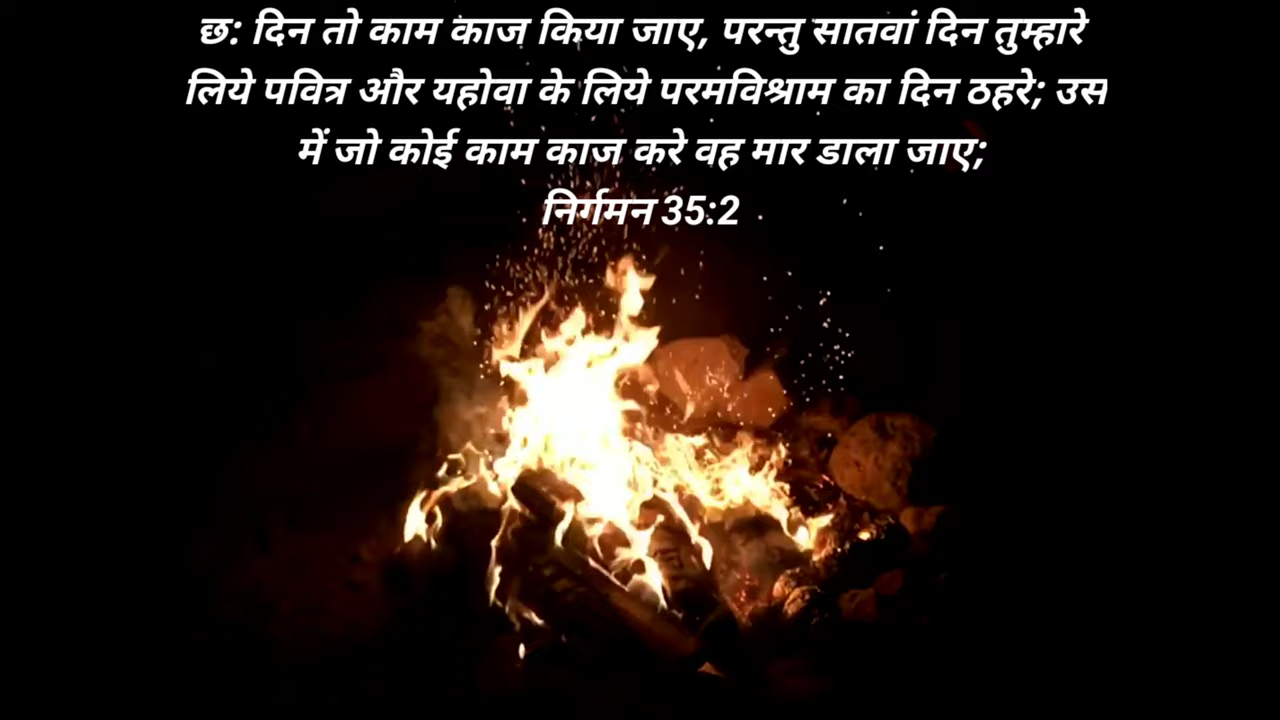 छ: दिन तो काम काज किया जाए, परन्तु सातवां दिन तुम्हारे
लिये पवित्र और यहोवा के लिये परमविश्राम का दिन ठहरे; उस
में जो कोई काम काज करे वह मार डाला जाए;
निर्गमन 35:2